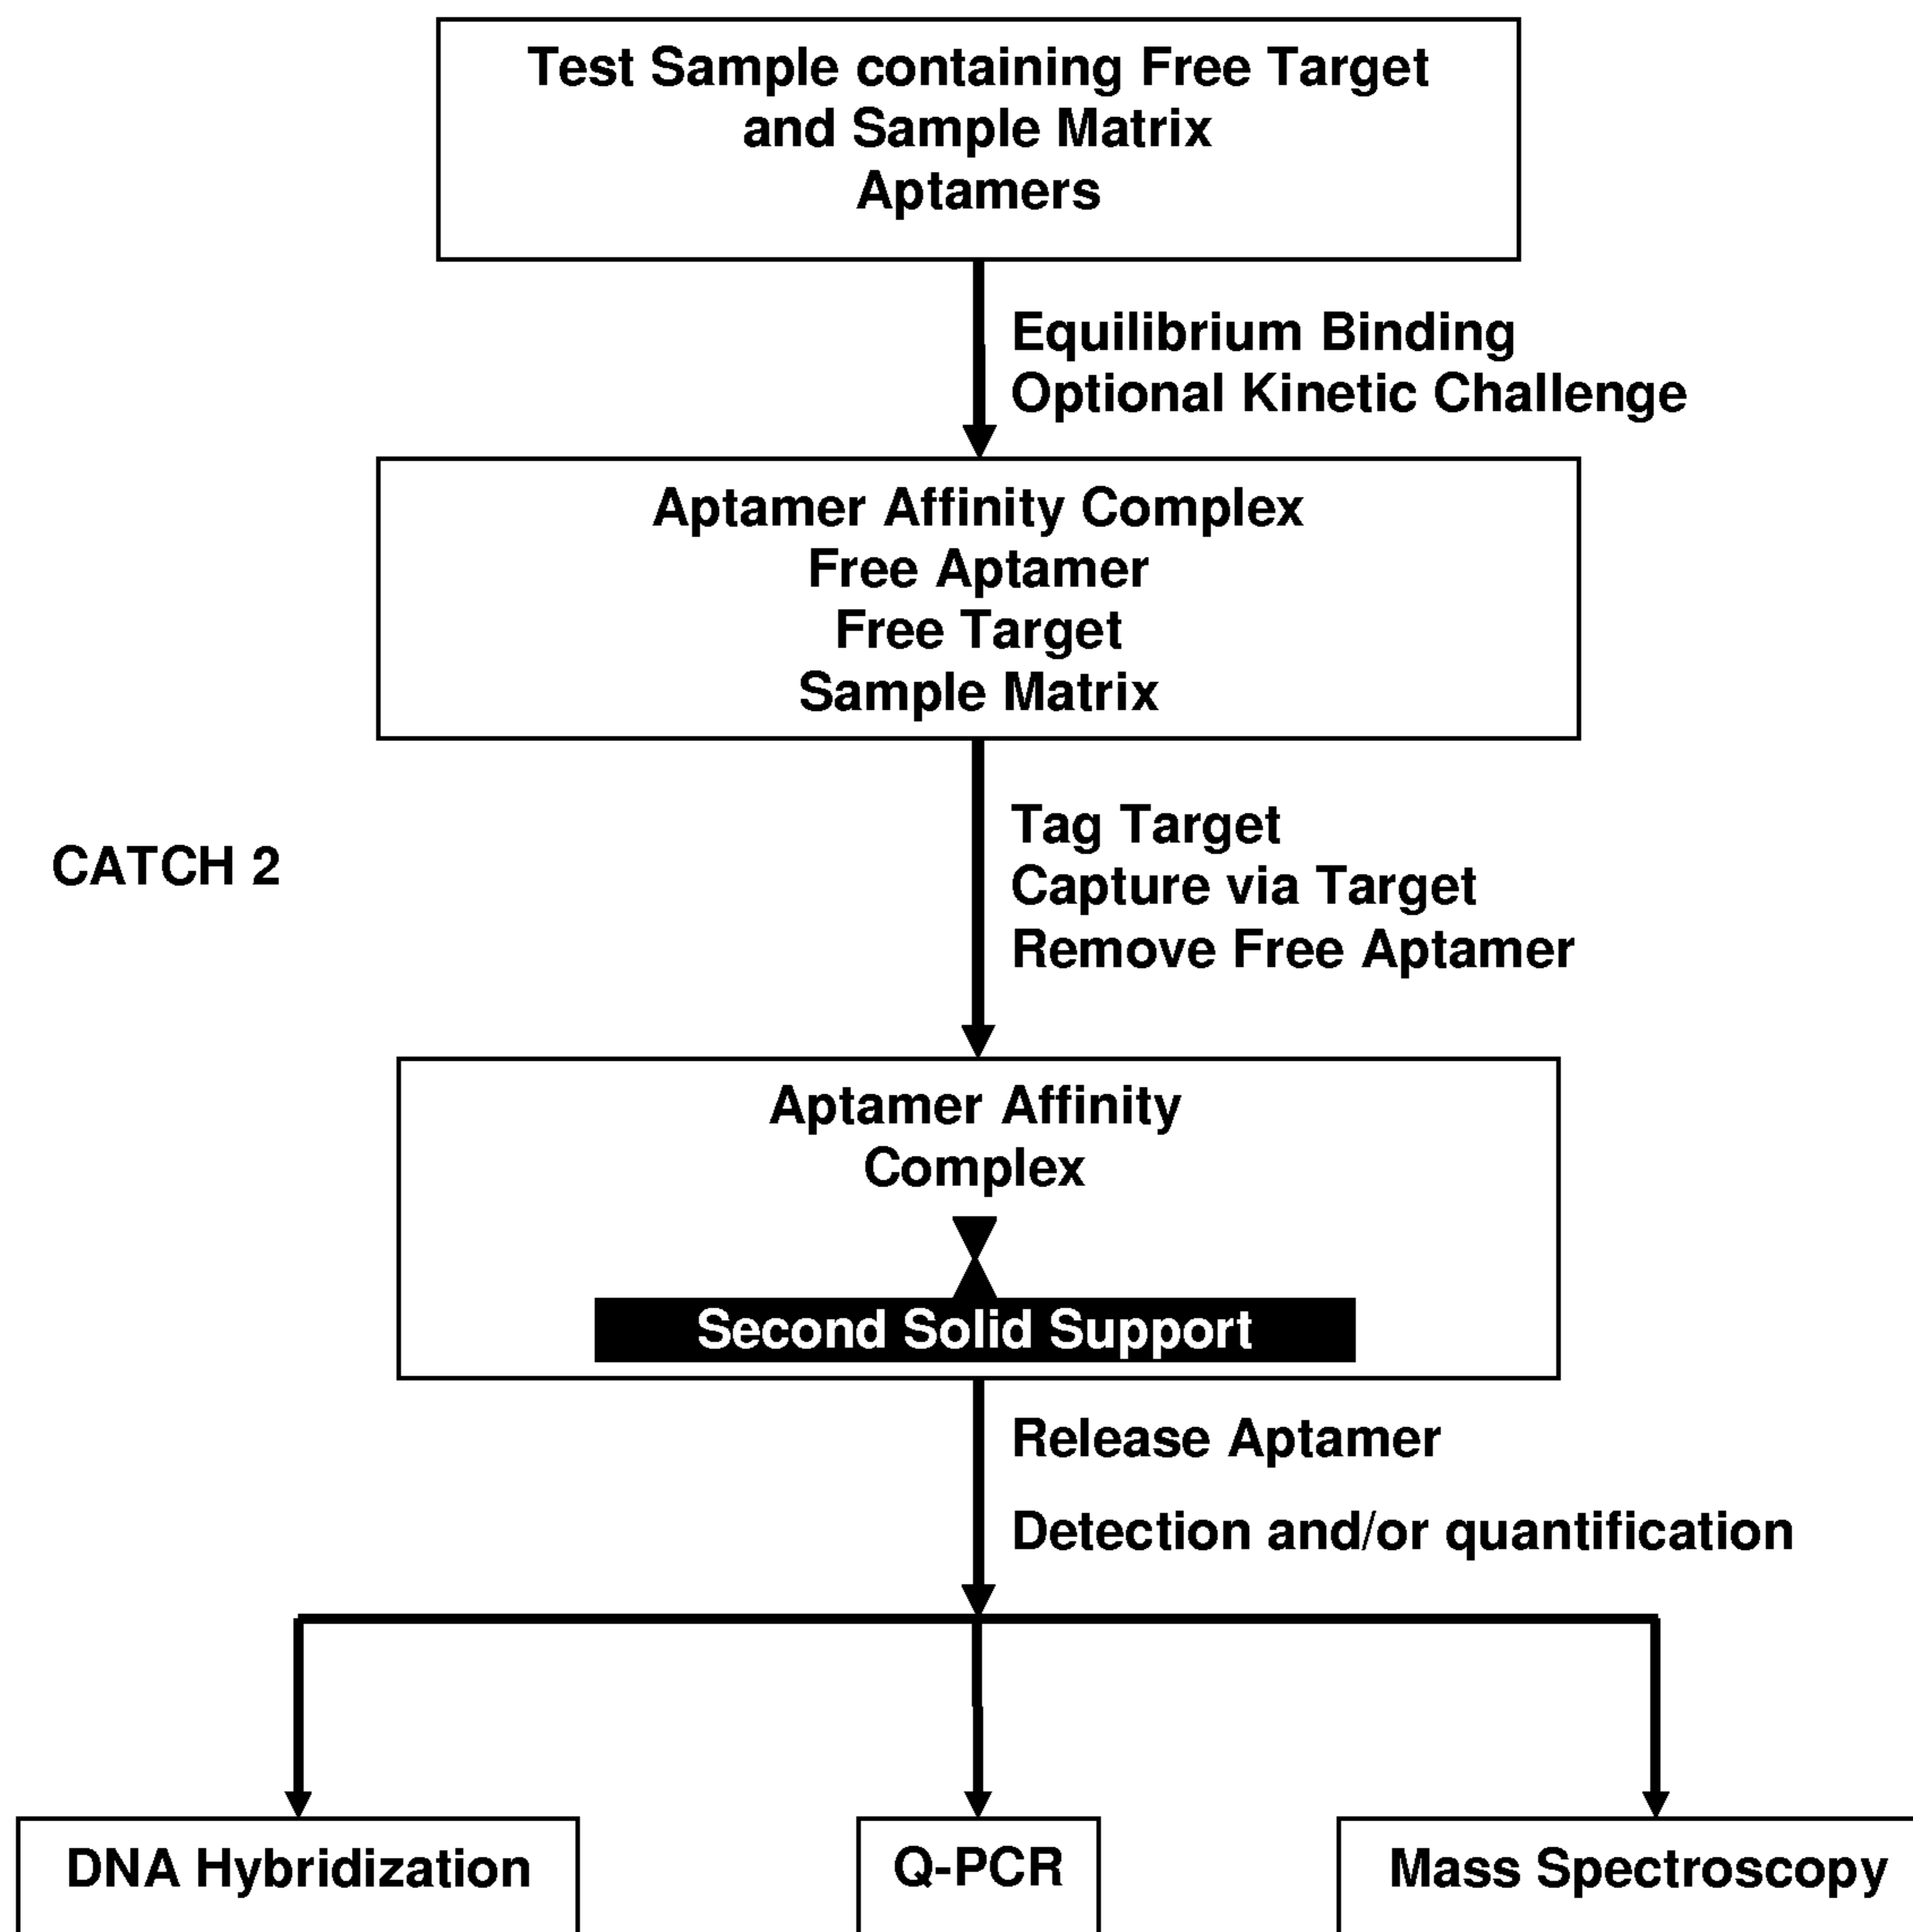 Test Sample containing Free Target
and Sample Matrix
Aptamers
Equilibrium Binding
Optional Kinetic Challenge
Aptamer Affinity Complex
Free Aptamer
Free Target
Sample Matrix
CATCH 2
Tag Target
Capture via Target
Remove Free Aptamer
Aptamer Affinity
Complex
Second Solid Support
Release Aptamer
Detection and/or quantification
DNA Hybridization
Q-PCR
Mass Spectroscopy